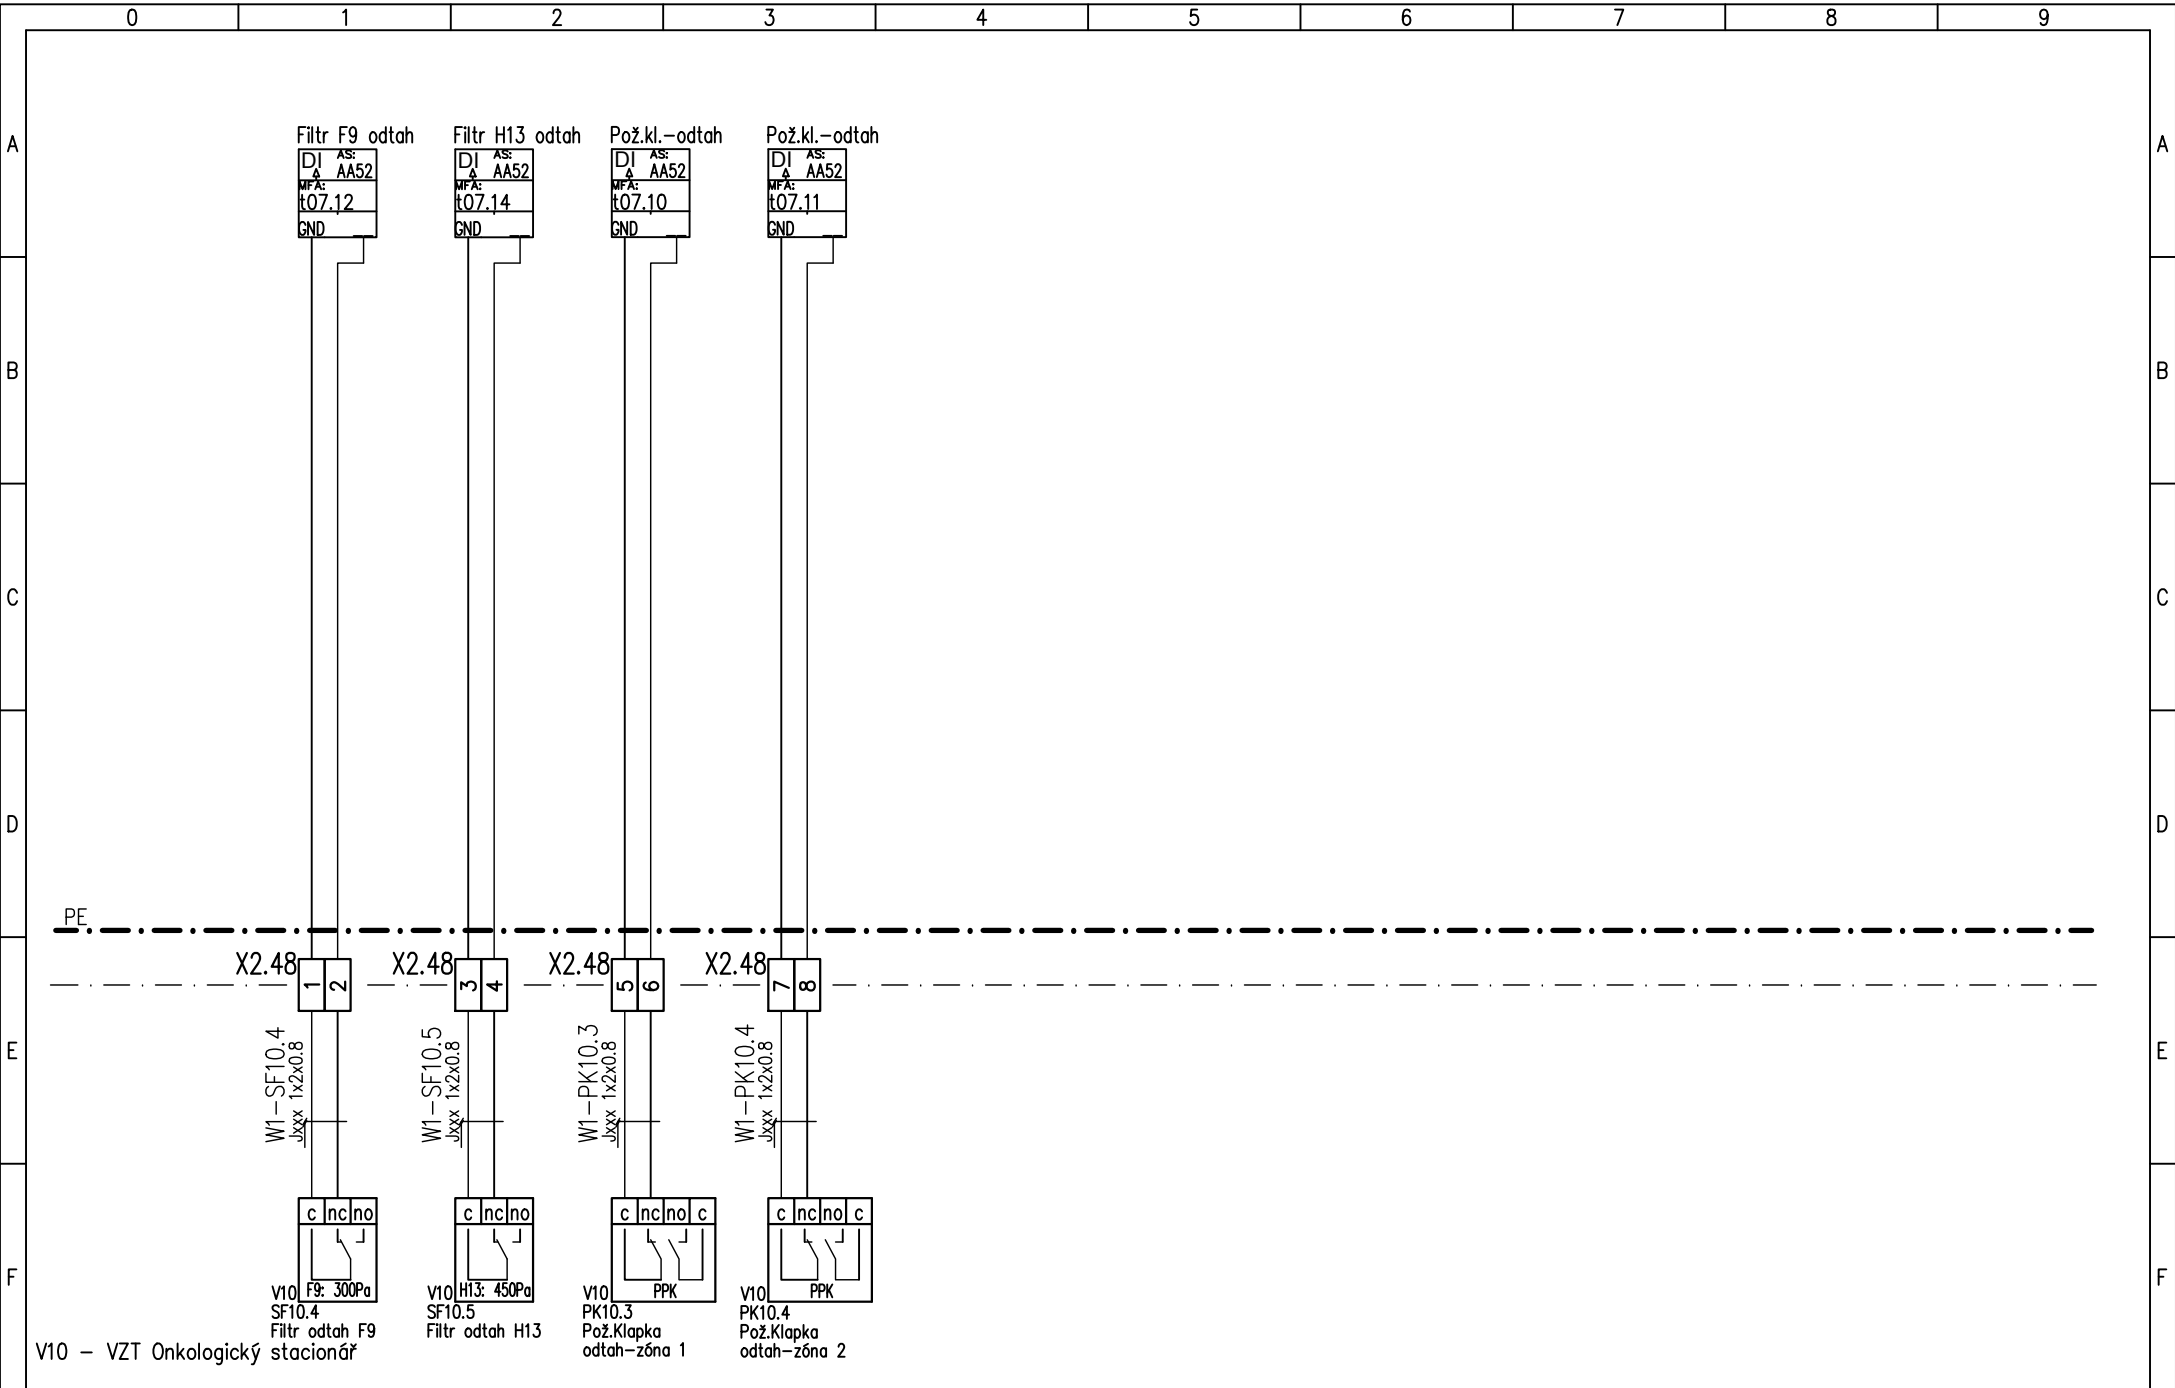 0 1 2 3 4 5 6 7 8 9
A A
Filtr F9 odtah
DI AS:
AA52
MFA:
t07.12
GND
Filtr H13 odtah
DI AS:
AA52
MFA:
t07.14
GND
Pož.kl.-odtah
DI AS:
AA52
MFA:
t07.10
GND
Pož.kl.-odtah
DI AS:
AA52
MFA:
t07.11
GND
B B
C C
D D
PE
X2.48 1 2
X2.48 3 4
X2.48 5 6
X2.48 7 8
E E
W1-SF10.4
Jxxx 1x2x0.8
W1-SF10.5
Jxxx 1x2x0.8
W1-PK10.3
Jxxx 1x2x0.8
W1-PK10.4
Jxxx 1x2x0.8
F F
c nc no
F9: 300Pa
V10
SF10.4
Filtr odtah F9
c nc no
H13: 450Pa
V10
SF10.5
Filtr odtah H13
c nc no c
PPK
V10
PK10.3
Pož.Klapka
odtah-zóna 1
c nc no c
PPK
V10
PK10.4
Pož.Klapka
odtah-zóna 2
V10 - VZT Onkologický stacionář